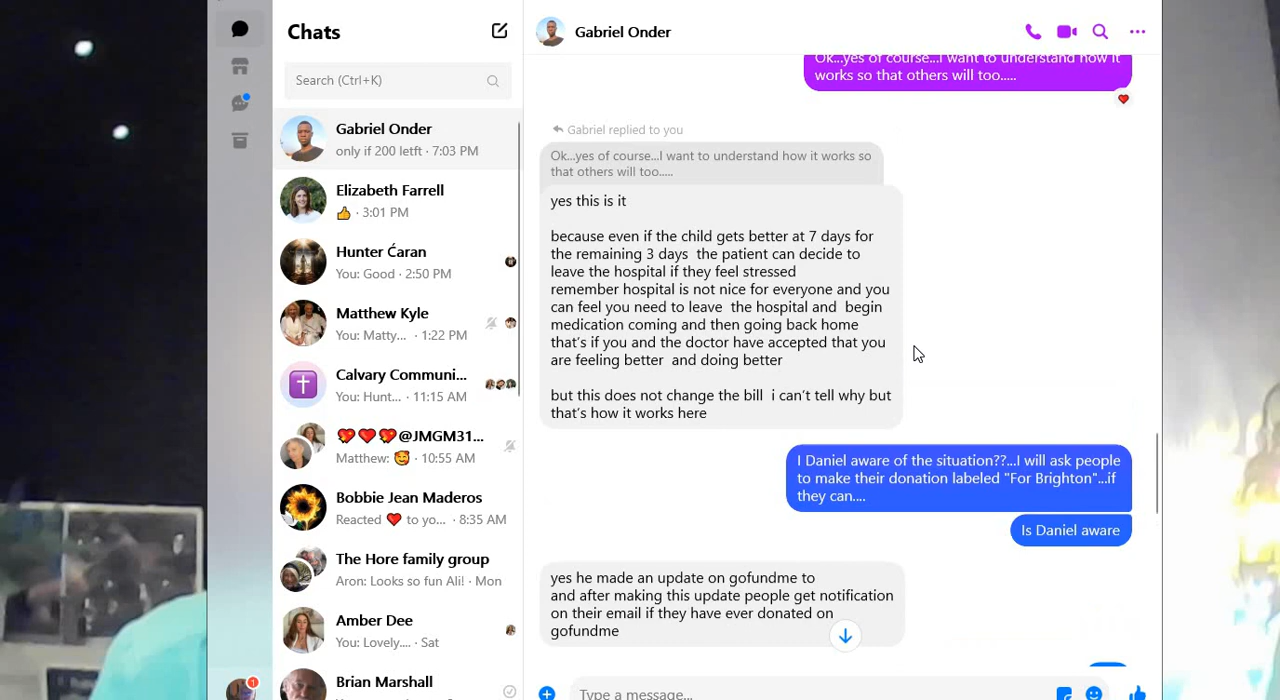 Chats
Search (Ctrl+K)
Gabriel Onder
only if 200 letft · 7:03 PM
Elizabeth Farrell
👍 · 3:01 PM
Hunter Ćaran
You: Good · 2:50 PM
Matthew Kyle
You: Matty... · 1:22 PM
Calvary Communi...
You: Hunt... · 11:15 AM
💖❤️💖@JMGM31...
Matthew: 🥰 · 10:55 AM
Bobbie Jean Maderos
Reacted ❤️ to yo... · 8:35 AM
The Hore family group
Aron: Looks so fun Ali! · Mon
Amber Dee
You: Lovely.... · Sat
Brian Marshall
1
Gabriel Onder
Ok...yes of course...I want to understand how it
works so that others will too.....
Gabriel replied to you
Ok...yes of course...I want to understand how it works so
that others will too.....
yes this is it
because even if the child gets better at 7 days for
the remaining 3 days the patient can decide to
leave the hospital if they feel stressed
remember hospital is not nice for everyone and you
can feel you need to leave the hospital and begin
medication coming and then going back home
that's if you and the doctor have accepted that you
are feeling better and doing better
but this does not change the bill i can't tell why but
that's how it works here
I Daniel aware of the situation??...I will ask people
to make their donation labeled "For Brighton"...if
they can....
Is Daniel aware
yes he made an update on gofundme to
and after making this update people get notification
on their email if they have ever donated on
gofundme
Type a message...